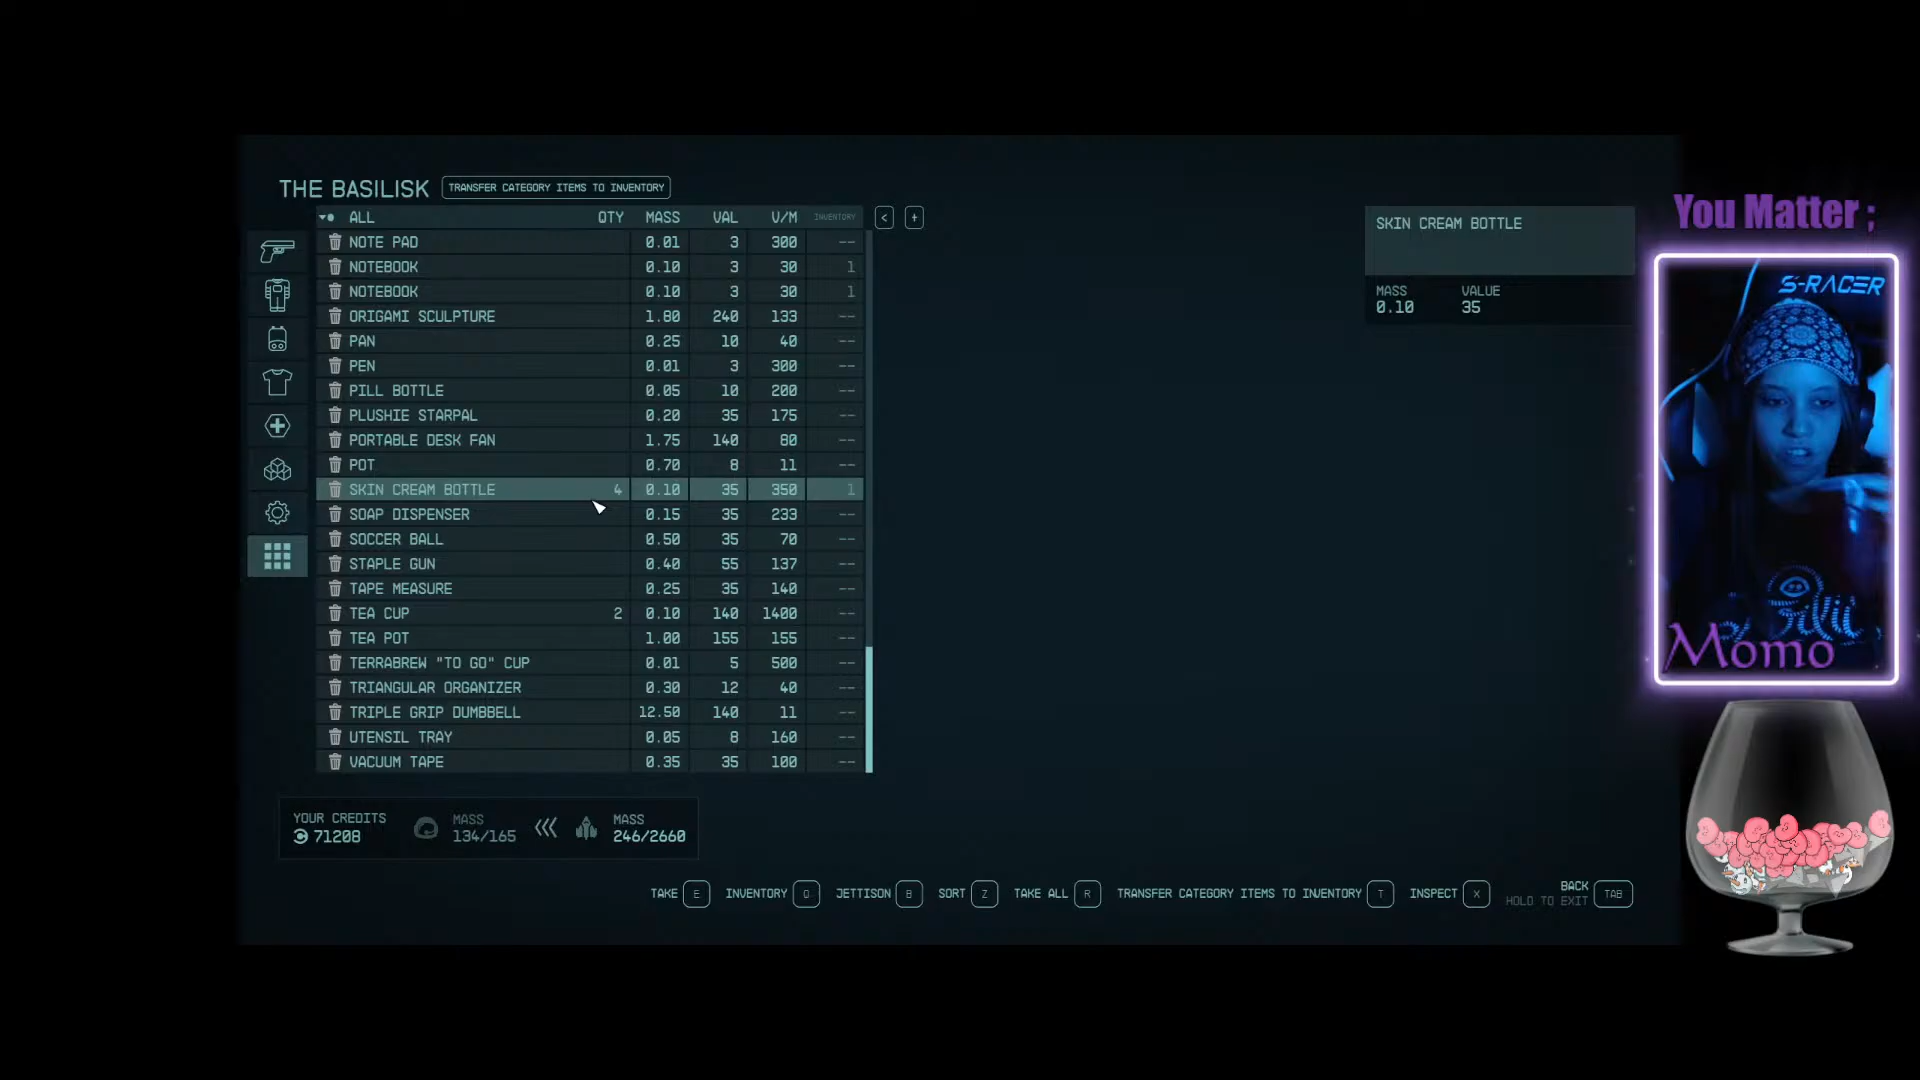 THE BASILISK TRANSFER CATEGORY ITEMS TO INVENTORY
ALL QTY MASS VAL V/M INVENTORY < +
NOTE PAD 0.01 3 300 --
NOTEBOOK 0.10 3 30 1
NOTEBOOK 0.10 3 30 1
ORIGAMI SCULPTURE 1.80 240 133 --
PAN 0.25 10 40 --
PEN 0.01 3 300 --
PILL BOTTLE 0.05 10 200 --
PLUSHIE STARPAL 0.20 35 175 --
PORTABLE DESK FAN 1.75 140 80 --
POT 0.70 8 11 --
SKIN CREAM BOTTLE 4 0.10 35 350 1
SOAP DISPENSER 0.15 35 233 --
SOCCER BALL 0.50 35 70 --
STAPLE GUN 0.40 55 137 --
TAPE MEASURE 0.25 35 140 --
TEA CUP 2 0.10 140 1400 --
TEA POT 1.00 155 155 --
TERRABREW "TO GO" CUP 0.01 5 500 --
TRIANGULAR ORGANIZER 0.30 12 40 --
TRIPLE GRIP DUMBBELL 12.50 140 11 --
UTENSIL TRAY 0.05 8 160 --
VACUUM TAPE 0.35 35 100 --
SKIN CREAM BOTTLE
MASS VALUE
0.10 35
You Matter ;
S-RACER
Momo
YOUR CREDITS MASS MASS
71208 134/165 246/2660
TAKE E INVENTORY Q JETTISON B SORT Z TAKE ALL R TRANSFER CATEGORY ITEMS TO INVENTORY T INSPECT X BACK TAB
HOLD TO EXIT